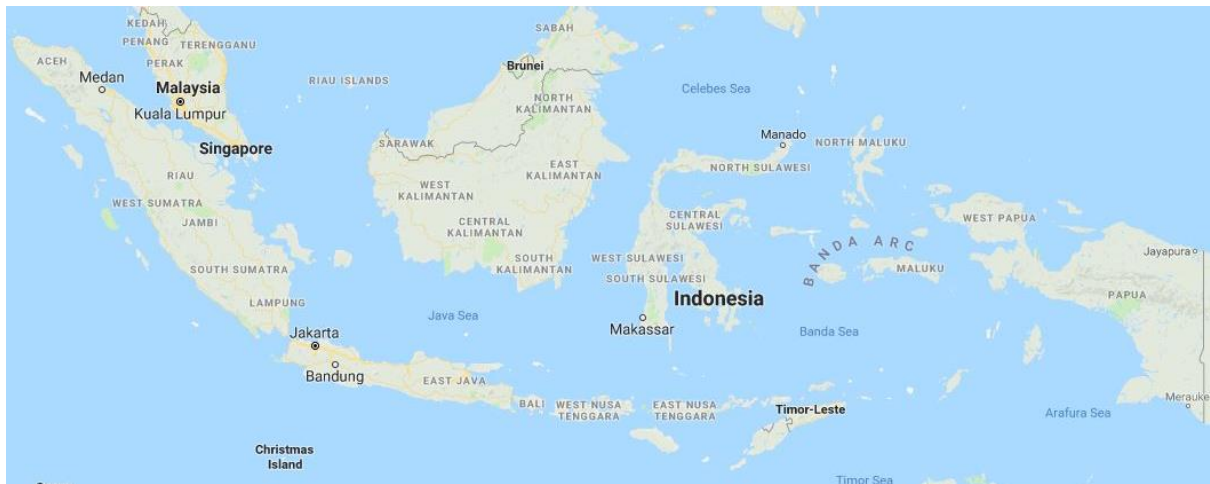 KEDAH
PENANG
TERENGGANU
PERAK
ACEH
Medan
Malaysia
Kuala Lumpur
Singapore
RIAU ISLANDS
SABAH
Brunei
NORTH
KALIMANTAN
SARAWAK
Celebes Sea
Manado
NORTH MALUKU
NORTH SULAWESI
RIAU
WEST SUMATRA
JAMBI
WEST
KALIMANTAN
EAST
KALIMANTAN
CENTRAL
KALIMANTAN
SOUTH
KALIMANTAN
CENTRAL
SULAWESI
WEST SULAWESI
SOUTH SULAWESI
BANDA ARC
WEST PAPUA
Jayapura
MALUKU
PAPUA
SOUTH SUMATRA
LAMPUNG
Indonesia
Java Sea
Makassar
Banda Sea
Jakarta
Bandung
EAST JAVA
BALI
WEST NUSA
TENGGARA
EAST NUSA
TENGGARA
Timor-Leste
Merauke
Arafura Sea
Christmas
Island
Timor Sea